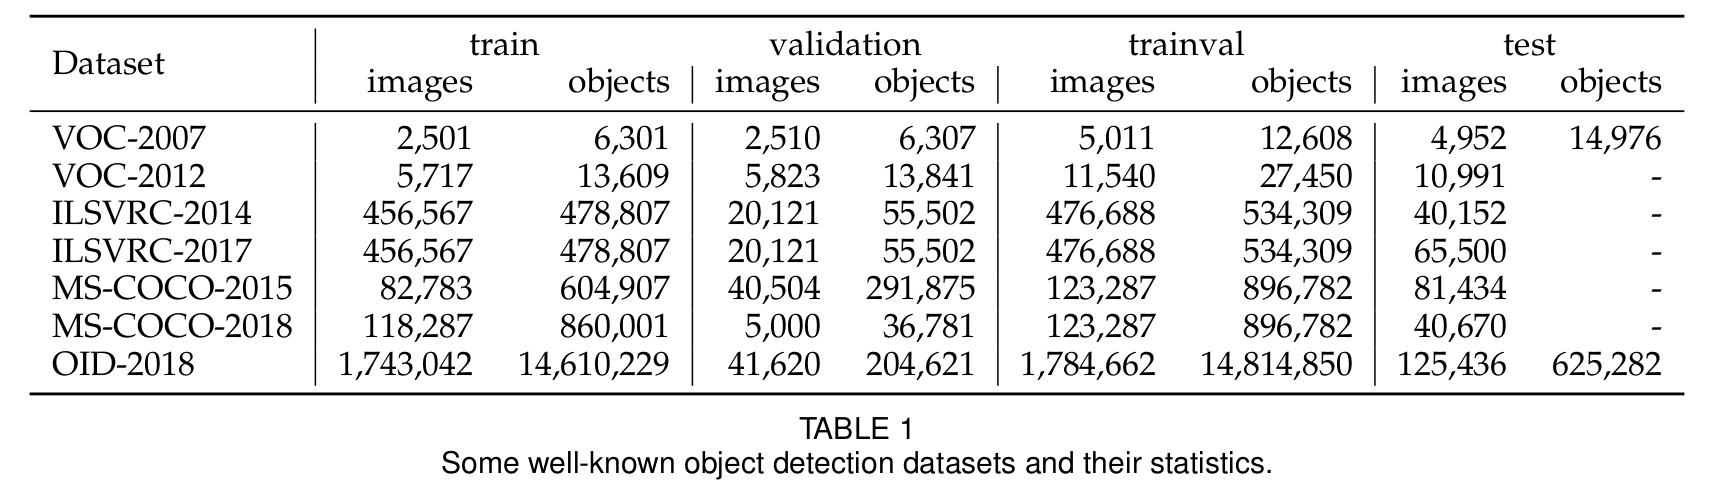 Dataset train validation trainval test
images objects images objects images objects images objects
VOC-2007 2,501 6,301 2,510 6,307 5,011 12,608 4,952 14,976
VOC-2012 5,717 13,609 5,823 13,841 11,540 27,450 10,991 -
ILSVRC-2014 456,567 478,807 20,121 55,502 476,688 534,309 40,152 -
ILSVRC-2017 456,567 478,807 20,121 55,502 476,688 534,309 65,500 -
MS-COCO-2015 82,783 604,907 40,504 291,875 123,287 896,782 81,434 -
MS-COCO-2018 118,287 860,001 5,000 36,781 123,287 896,782 40,670 -
OID-2018 1,743,042 14,610,229 41,620 204,621 1,784,662 14,814,850 125,436 625,282
TABLE 1
Some well-known object detection datasets and their statistics.